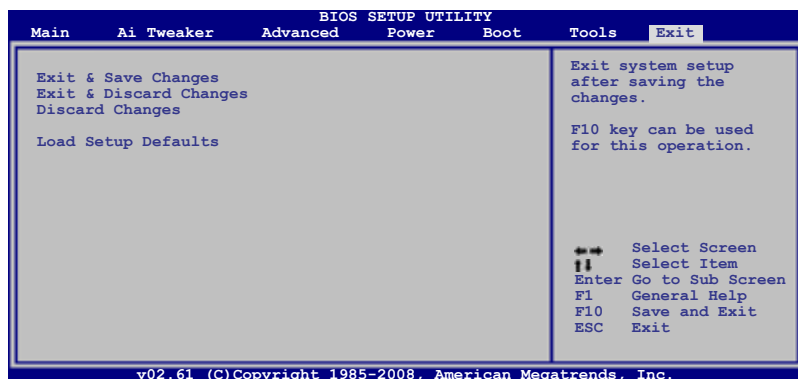 BIOS SETUP UTILITY
Main Ai Tweaker Advanced Power Boot Tools Exit
Exit & Save Changes
Exit & Discard Changes
Discard Changes
Load Setup Defaults
Exit system setup
after saving the
changes.
F10 key can be used
for this operation.
Select Screen
Select Item
Enter Go to Sub Screen
F1 General Help
F10 Save and Exit
ESC Exit
v02.61 (C)Copyright 1985-2008, American Megatrends, Inc.